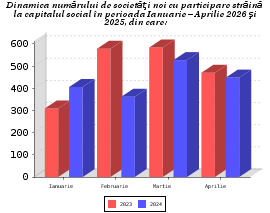 Dinamica numărului de societăţi noi cu participare străină
la capitalul social în perioada Ianuarie – Aprilie 2026 şi
2025, din care:
600
500
400
300
200
100
0
Ianuarie
Februarie
Martie
Aprilie
2023
2024